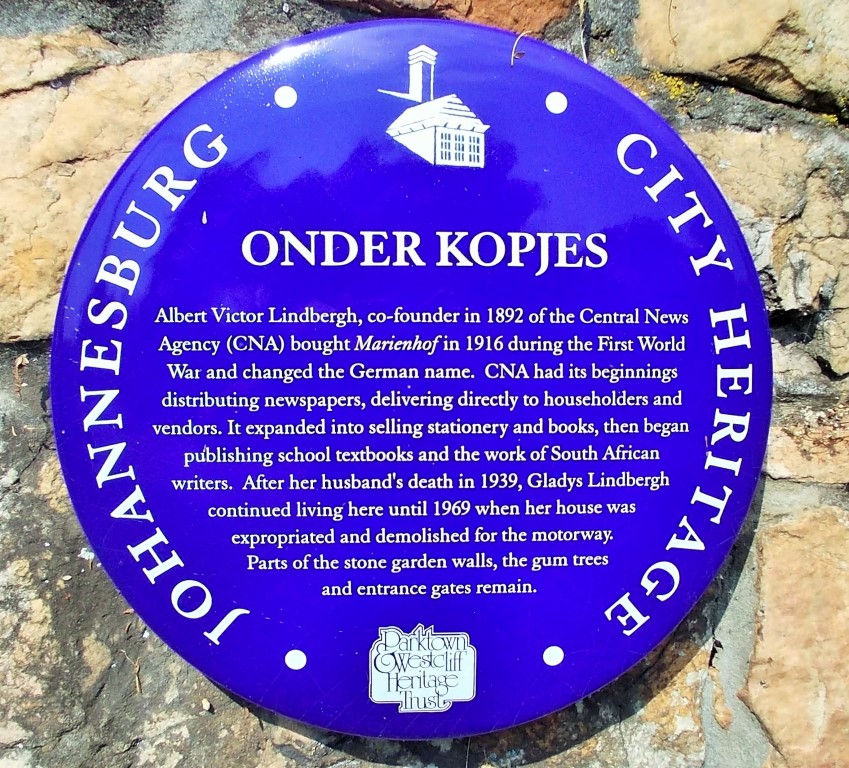 JOHANNESBURG
CITY HERITAGE
ONDER KOPJES
Albert Victor Lindbergh, co-founder in 1892 of the Central News
Agency (CNA) bought Marienhof in 1916 during the First World
War and changed the German name. CNA had its beginnings
distributing newspapers, delivering directly to householders and
vendors. It expanded into selling stationery and books, then began
publishing school textbooks and the work of South African
writers. After her husband's death in 1939, Gladys Lindbergh
continued living here until 1969 when her house was
expropriated and demolished for the motorway.
Parts of the stone garden walls, the gum trees
and entrance gates remain.
Parktown
& Westcliff
Heritage
Trust